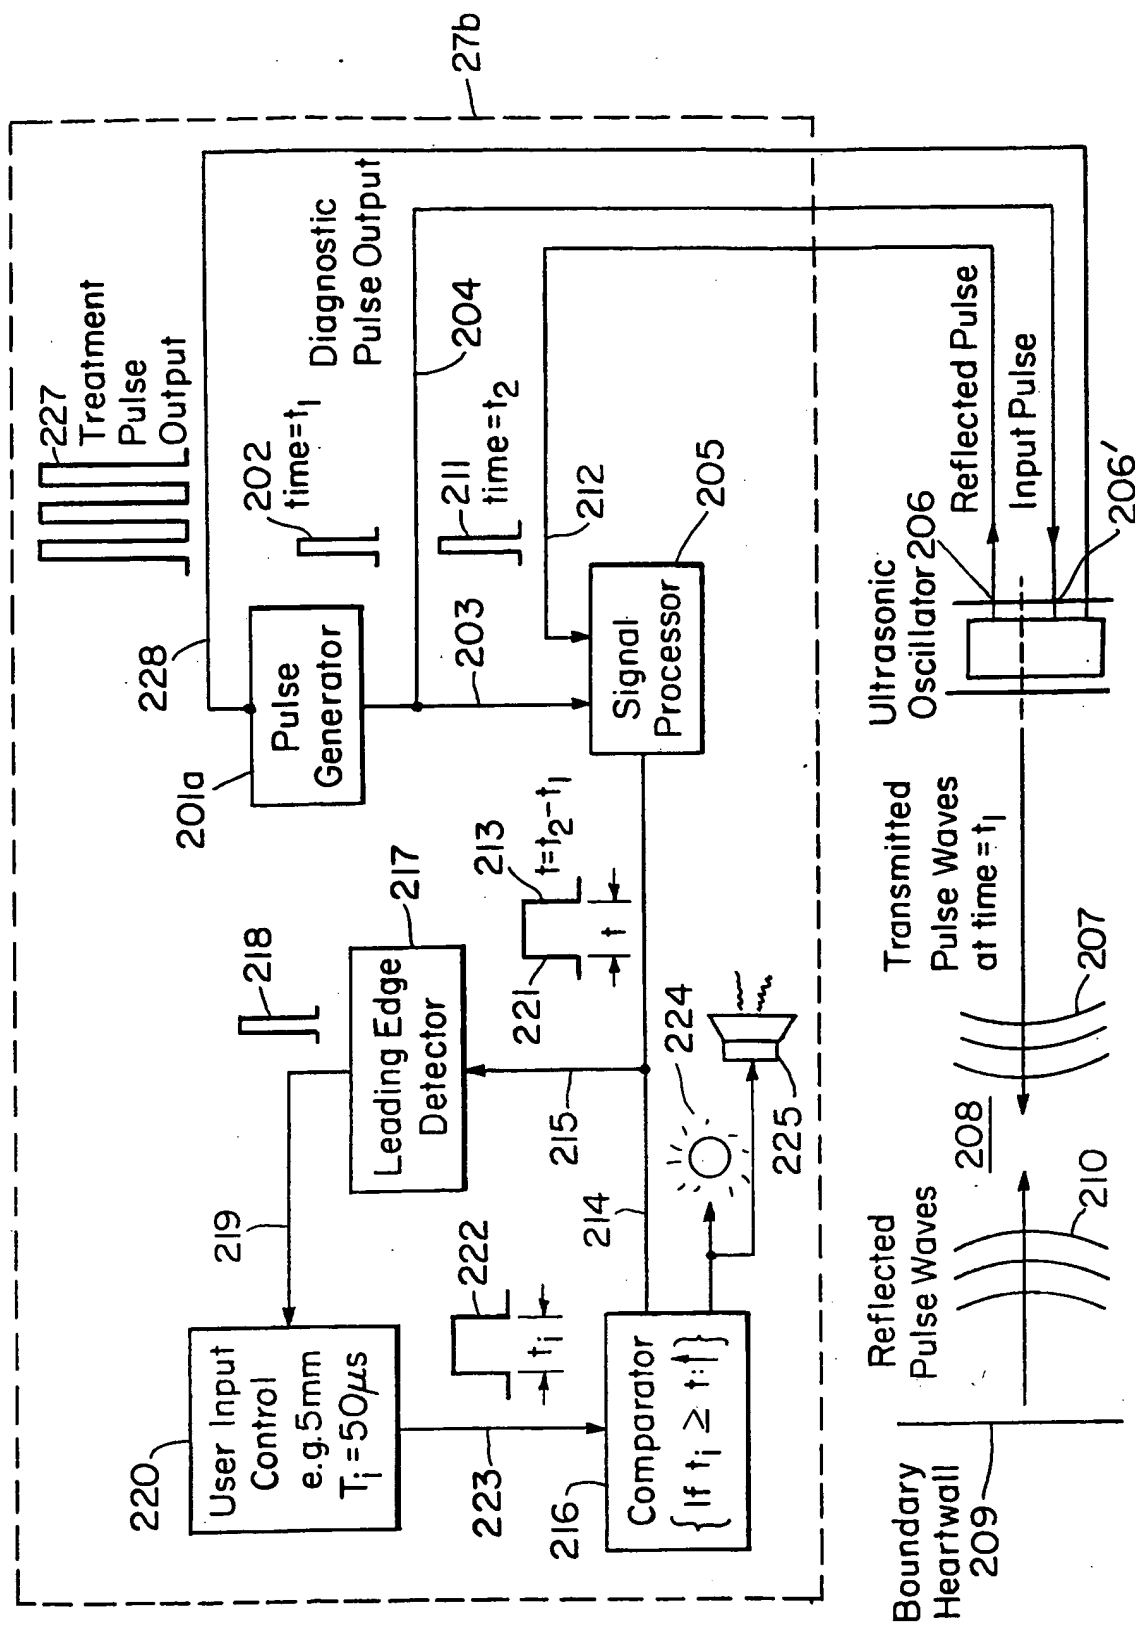 27b
227
Treatment
Pulse
Output
228
201a
Pulse
Generator
202
time=t1
Diagnostic
Pulse Output
204
203
211
time=t2
212
205
Signal
Processor
213
t=t2-t1
221
t
217
Leading Edge
Detector
218
215
219
220
User Input
Control
e.g.5mm
Ti=50μs
222
ti
223
214
224
225
216
Comparator
{If ti ≥ t:↑}
Ultrasonic
Oscillator 206
Reflected Pulse
Input Pulse
206'
Transmitted
Pulse Waves
at time=t1
207
208
Reflected
Pulse Waves
210
Boundary
Heartwall
209